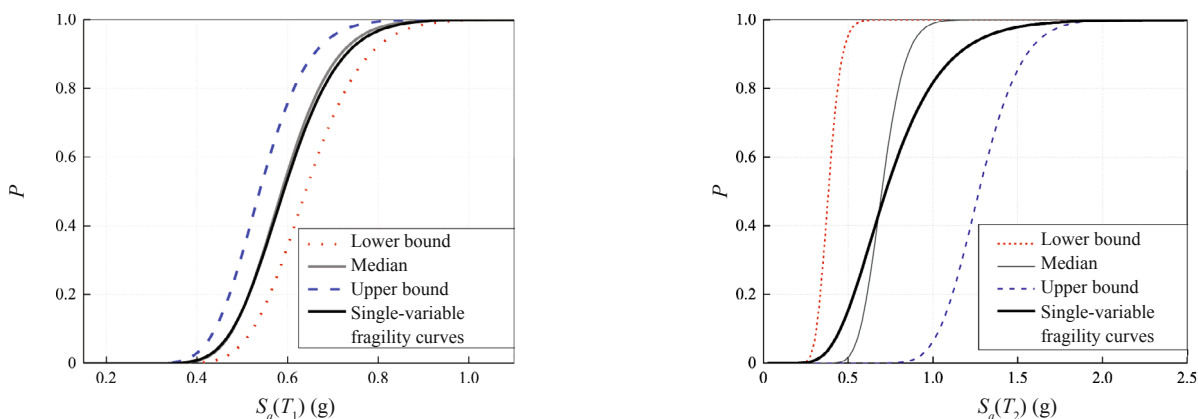 1.0
0.8
0.6
0.4
0.2
0
P
0.2 0.4 0.6 0.8 1.0
Sa(T1) (g)
Lower bound
Median
Upper bound
Single-variable
fragility curves
1.0
0.8
0.6
0.4
0.2
0
P
0 0.5 1.0 1.5 2.0 2.5
Sa(T2) (g)
Lower bound
Median
Upper bound
Single-variable
fragility curves